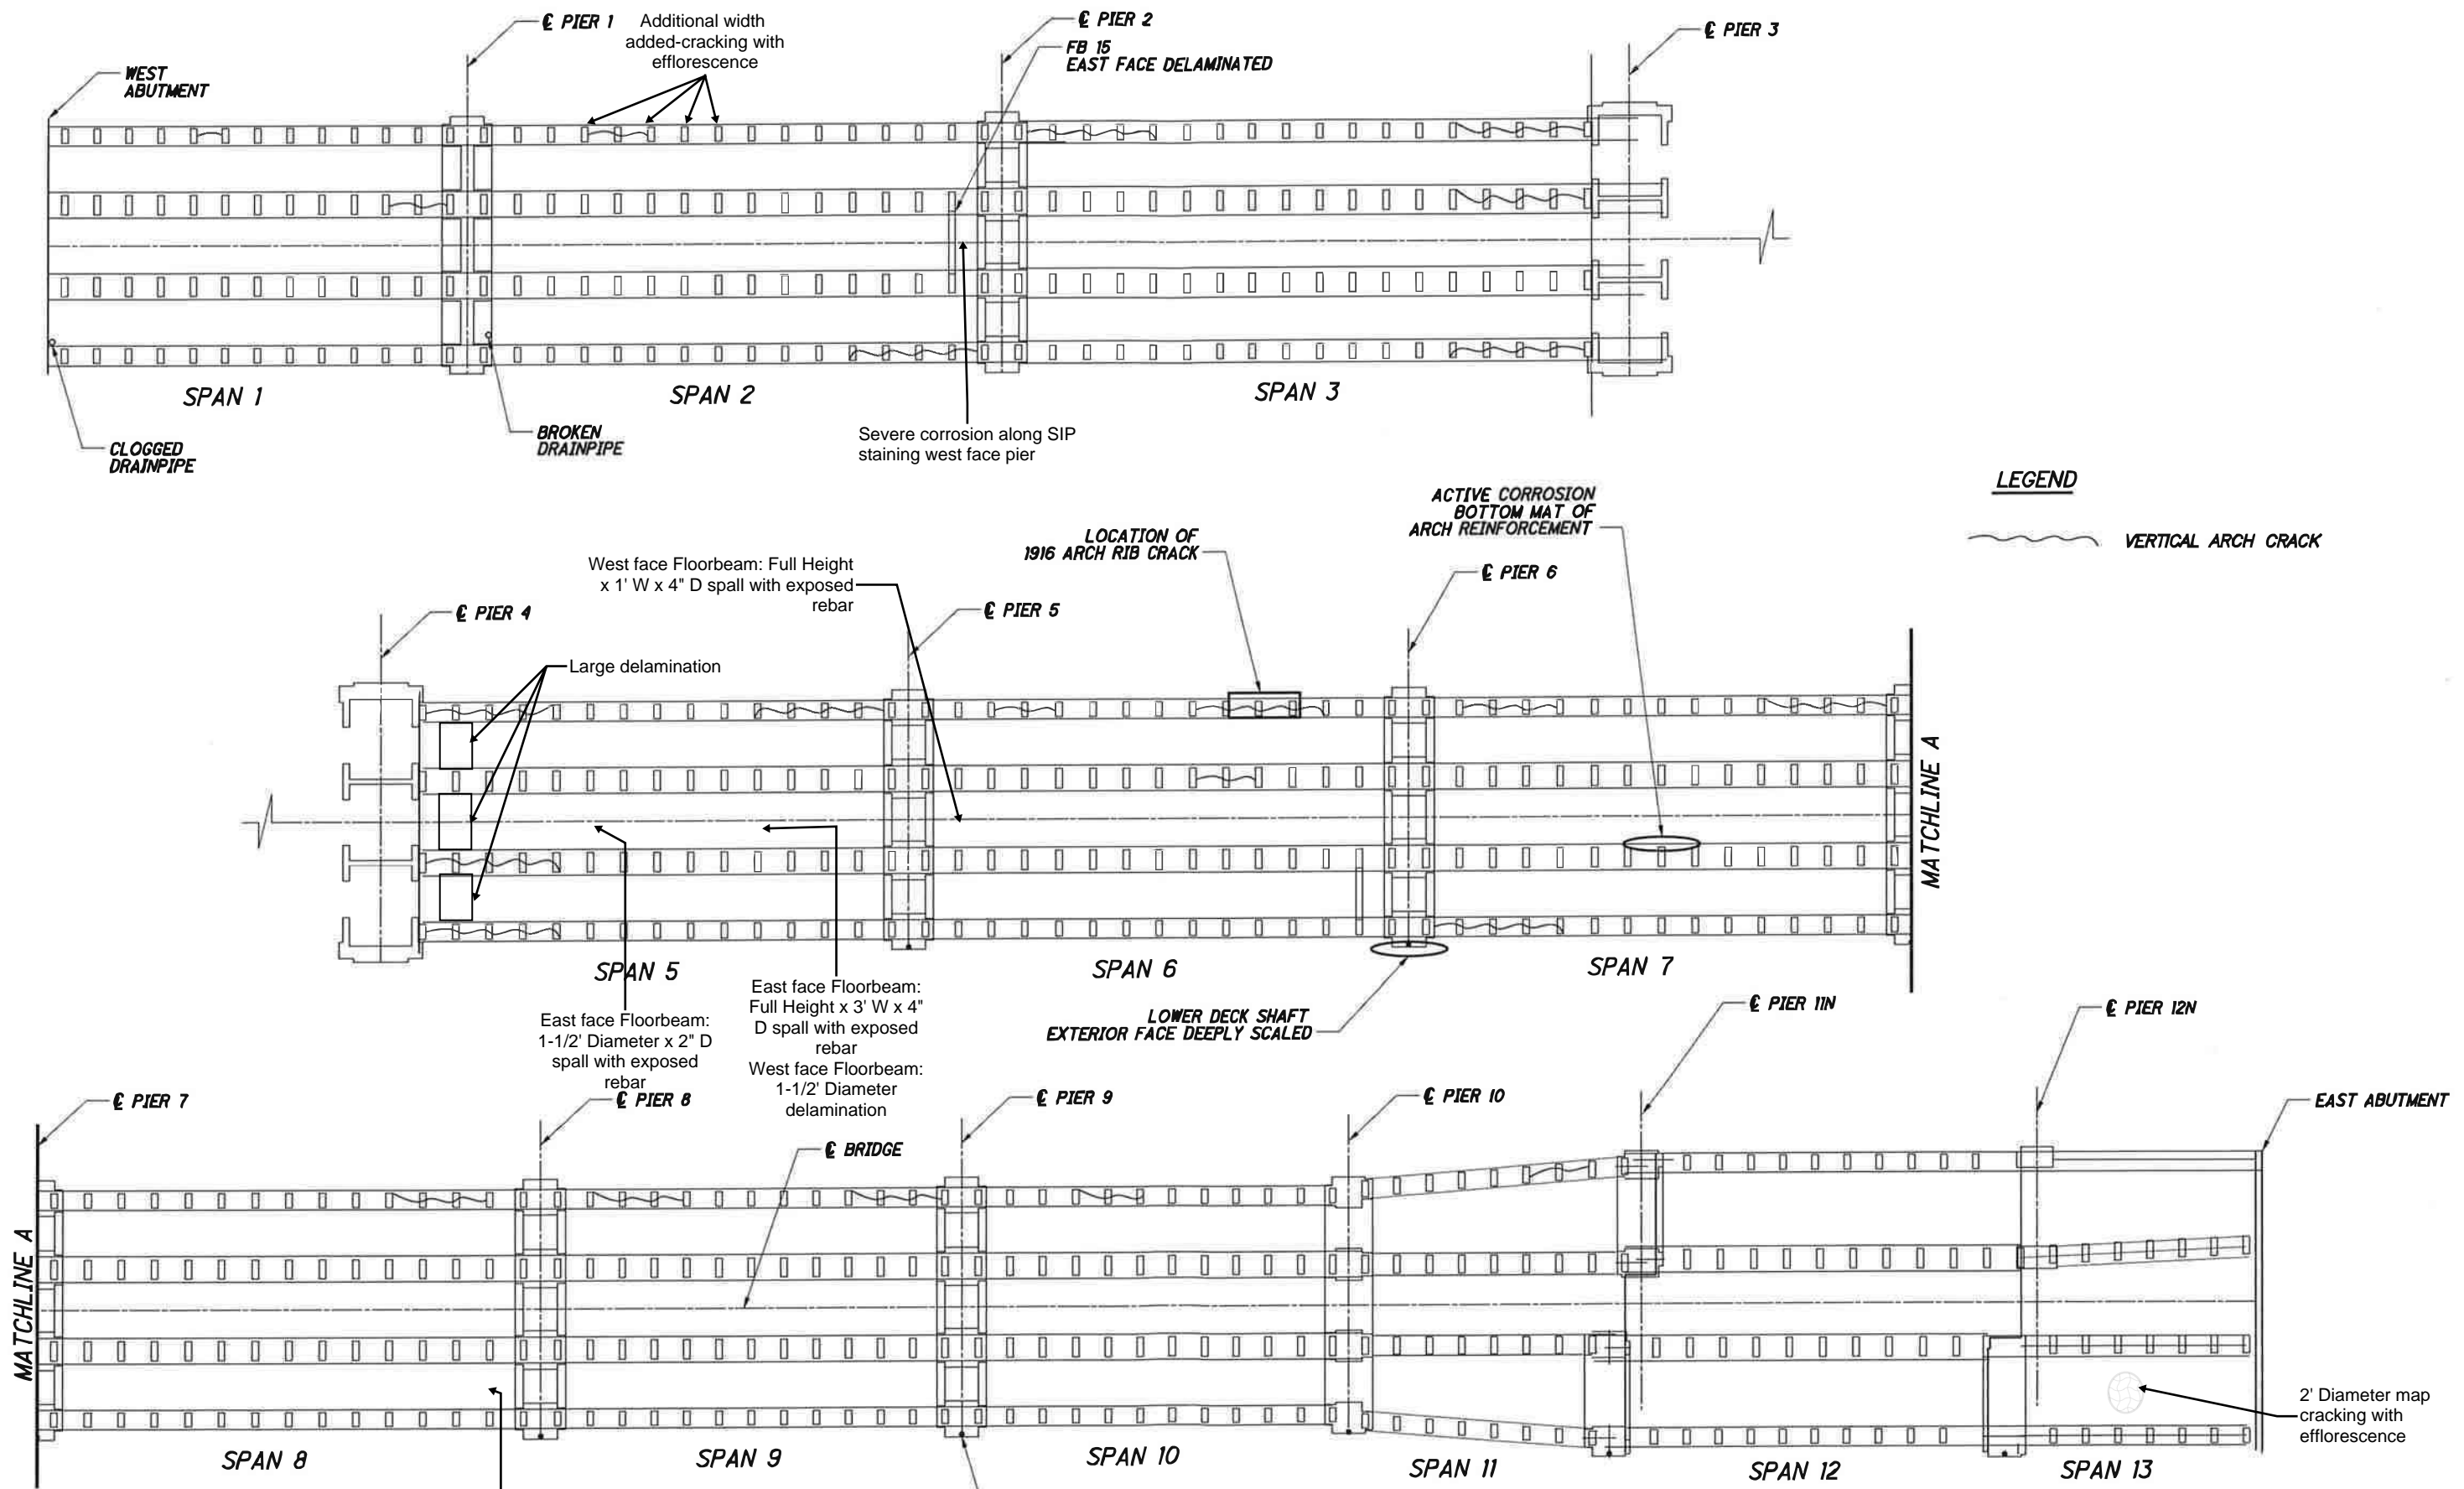 ℄ PIER 1
Additional width
added-cracking with
efflorescence
℄ PIER 2
FB 15
EAST FACE DELAMINATED
℄ PIER 3
WEST
ABUTMENT
SPAN 1
SPAN 2
SPAN 3
CLOGGED
DRAINPIPE
BROKEN
DRAINPIPE
Severe corrosion along SIP
staining west face pier
LEGEND
VERTICAL ARCH CRACK
ACTIVE CORROSION
BOTTOM MAT OF
ARCH REINFORCEMENT
LOCATION OF
1916 ARCH RIB CRACK
West face Floorbeam: Full Height
x 1' W x 4" D spall with exposed
rebar
℄ PIER 4
℄ PIER 5
℄ PIER 6
Large delamination
MATCHLINE A
SPAN 5
SPAN 6
SPAN 7
East face Floorbeam:
1-1/2' Diameter x 2" D
spall with exposed
rebar
East face Floorbeam:
Full Height x 3' W x 4"
D spall with exposed
rebar
West face Floorbeam:
1-1/2' Diameter
delamination
LOWER DECK SHAFT
EXTERIOR FACE DEEPLY SCALED
℄ PIER 7
℄ PIER 8
℄ BRIDGE
℄ PIER 9
℄ PIER 10
℄ PIER 11N
℄ PIER 12N
EAST ABUTMENT
MATCHLINE A
2' Diameter map
cracking with
efflorescence
SPAN 8
SPAN 9
SPAN 10
SPAN 11
SPAN 12
SPAN 13